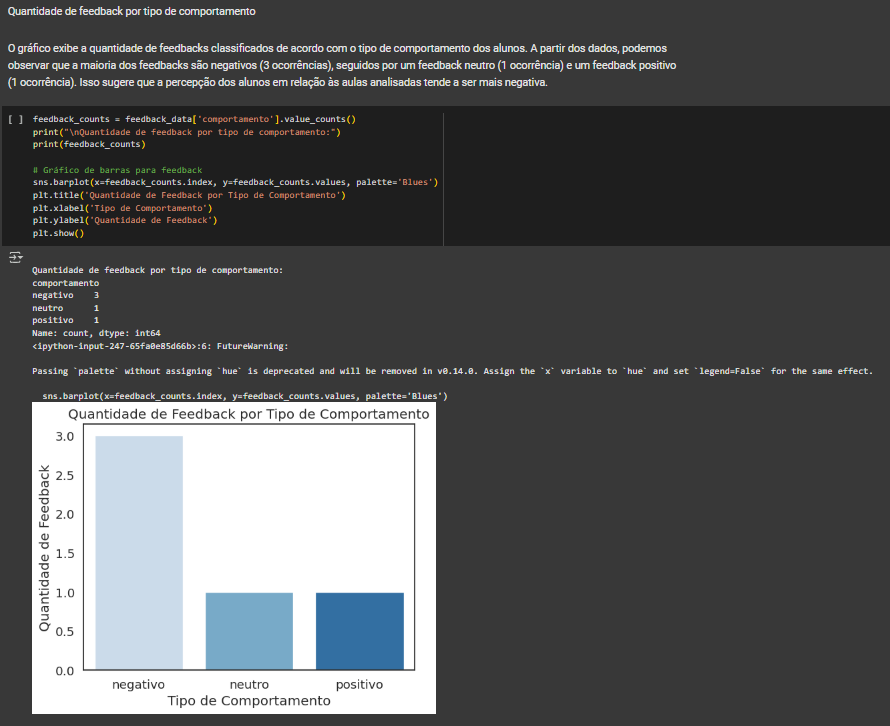 Quantidade de feedback por tipo de comportamento
O gráfico exibe a quantidade de feedbacks classificados de acordo com o tipo de comportamento dos alunos. A partir dos dados, podemos
observar que a maioria dos feedbacks são negativos (3 ocorrências), seguidos por um feedback neutro (1 ocorrência) e um feedback positivo
(1 ocorrência). Isso sugere que a percepção dos alunos em relação às aulas analisadas tende a ser mais negativa.
[ ] feedback_counts = feedback_data['comportamento'].value_counts()
print("\nQuantidade de feedback por tipo de comportamento:")
print(feedback_counts)
# Gráfico de barras para feedback
sns.barplot(x=feedback_counts.index, y=feedback_counts.values, palette='Blues')
plt.title('Quantidade de Feedback por Tipo de Comportamento')
plt.xlabel('Tipo de Comportamento')
plt.ylabel('Quantidade de Feedback')
plt.show()
Quantidade de feedback por tipo de comportamento:
comportamento
negativo 3
neutro 1
positivo 1
Name: count, dtype: int64
<ipython-input-247-65fa0e85d66b>:6: FutureWarning:
Passing `palette` without assigning `hue` is deprecated and will be removed in v0.14.0. Assign the `x` variable to `hue` and set `legend=False` for the same effect.
sns.barplot(x=feedback_counts.index, y=feedback_counts.values, palette='Blues')
Quantidade de Feedback por Tipo de Comportamento
Quantidade de Feedback
3.0
2.5
2.0
1.5
1.0
0.5
0.0
negativo neutro positivo
Tipo de Comportamento